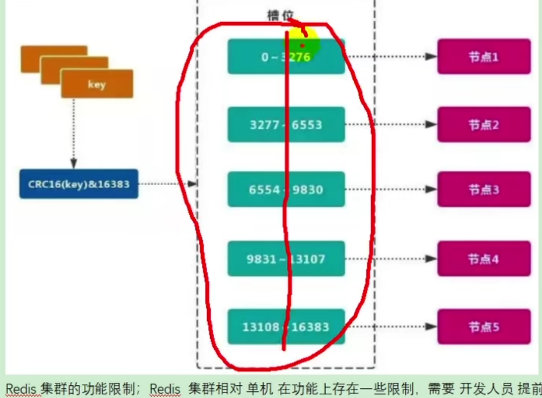 槽位
key
CRC16(key)&16383
0-3276
节点1
3277-6553
节点2
6554-9830
节点3
9831-13107
节点4
13108-16383
节点5
Redis 集群的功能限制；Redis 集群相对 单机 在功能上存在一些限制，需要 开发人员 提前